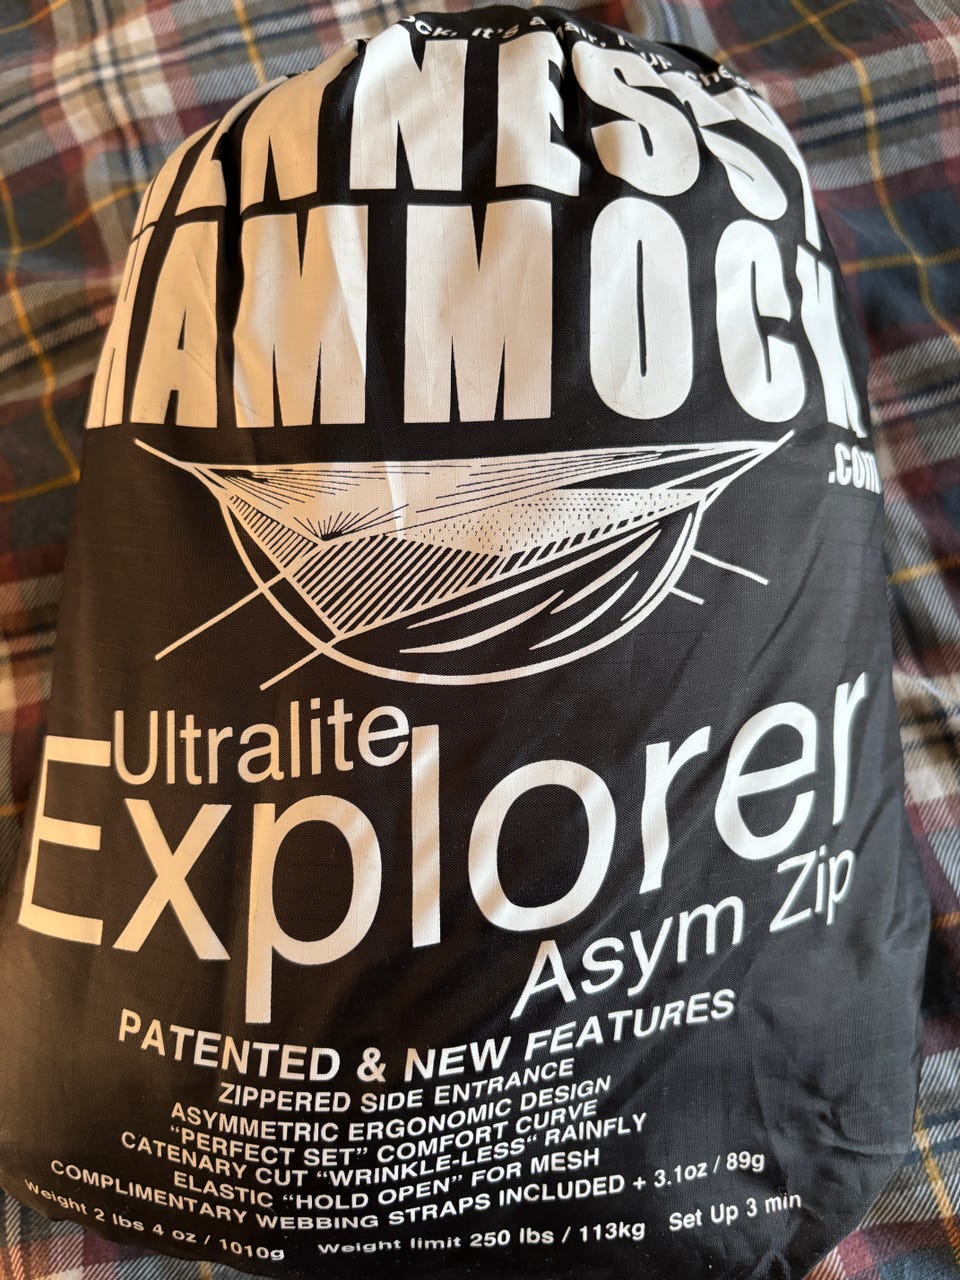 it's a
HENNESSY
HAMMOCK
.com
Ultralite
Explorer
Asym Zip
PATENTED & NEW FEATURES
ZIPPERED SIDE ENTRANCE
ASYMMETRIC ERGONOMIC DESIGN
"PERFECT SET" COMFORT CURVE
CATENARY CUT "WRINKLE-LESS" RAINFLY
ELASTIC "HOLD OPEN" FOR MESH
COMPLIMENTARY WEBBING STRAPS INCLUDED + 3.1oz / 89g
Weight 2 lbs 4 oz / 1010g Weight limit 250 lbs / 113kg Set Up 3 min